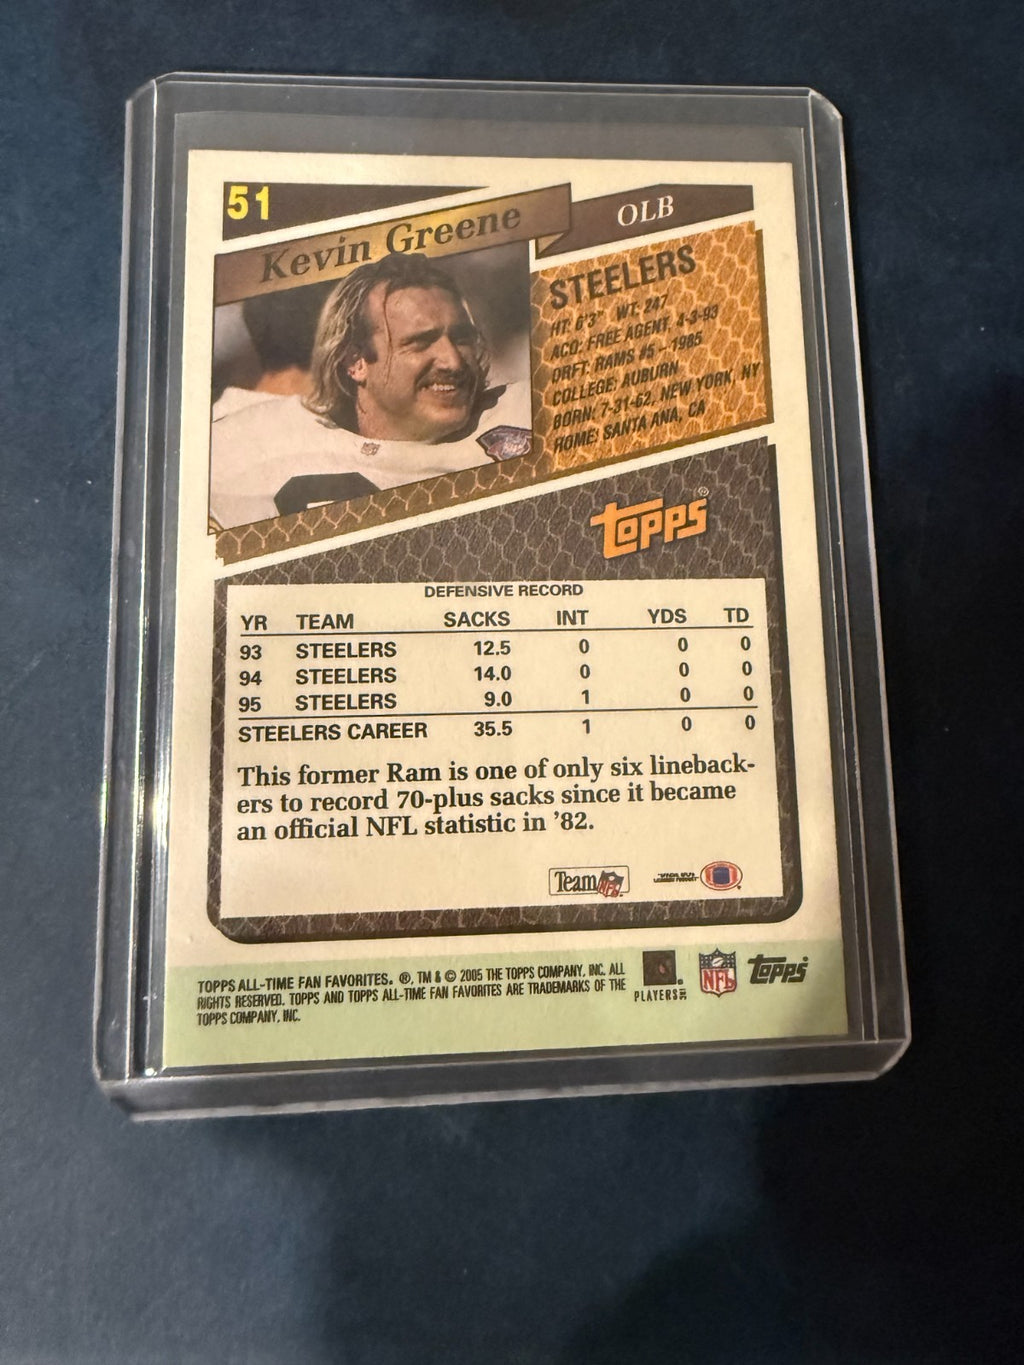 51
Kevin Greene
OLB
STEELERS
HT: 6'3" WT: 247
ACQ: FREE AGENT, 4-3-93
DRFT: RAMS #5 - 1985
COLLEGE: AUBURN
BORN: 7-31-62, NEW YORK, NY
HOME: SANTA ANA, CA
Topps®
DEFENSIVE RECORD
YR TEAM SACKS INT YDS TD
93 STEELERS 12.5 0 0 0
94 STEELERS 14.0 0 0 0
95 STEELERS 9.0 1 0 0
STEELERS CAREER 35.5 1 0 0
This former Ram is one of only six lineback-
ers to record 70-plus sacks since it became
an official NFL statistic in '82.
Team NFL
TOPPS ALL-TIME FAN FAVORITES. ®, TM & © 2005 THE TOPPS COMPANY, INC. ALL
RIGHTS RESERVED. TOPPS AND TOPPS ALL-TIME FAN FAVORITES ARE TRADEMARKS OF THE
TOPPS COMPANY, INC.
PLAYERS
NFL
Topps